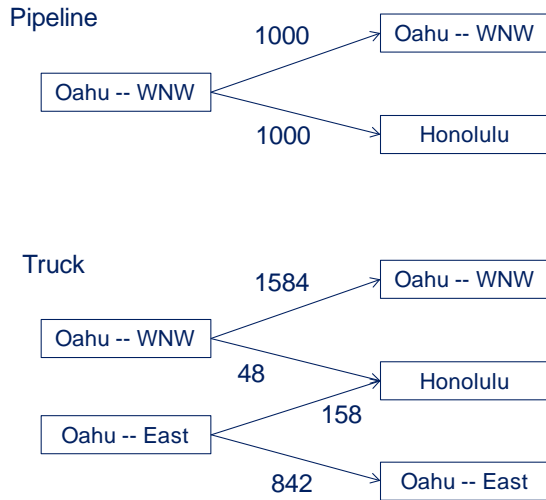 Pipeline
1000
Oahu -- WNW
Oahu -- WNW
1000
Honolulu
Truck
1584
Oahu -- WNW
Oahu -- WNW
48
Honolulu
158
Oahu -- East
842
Oahu -- East